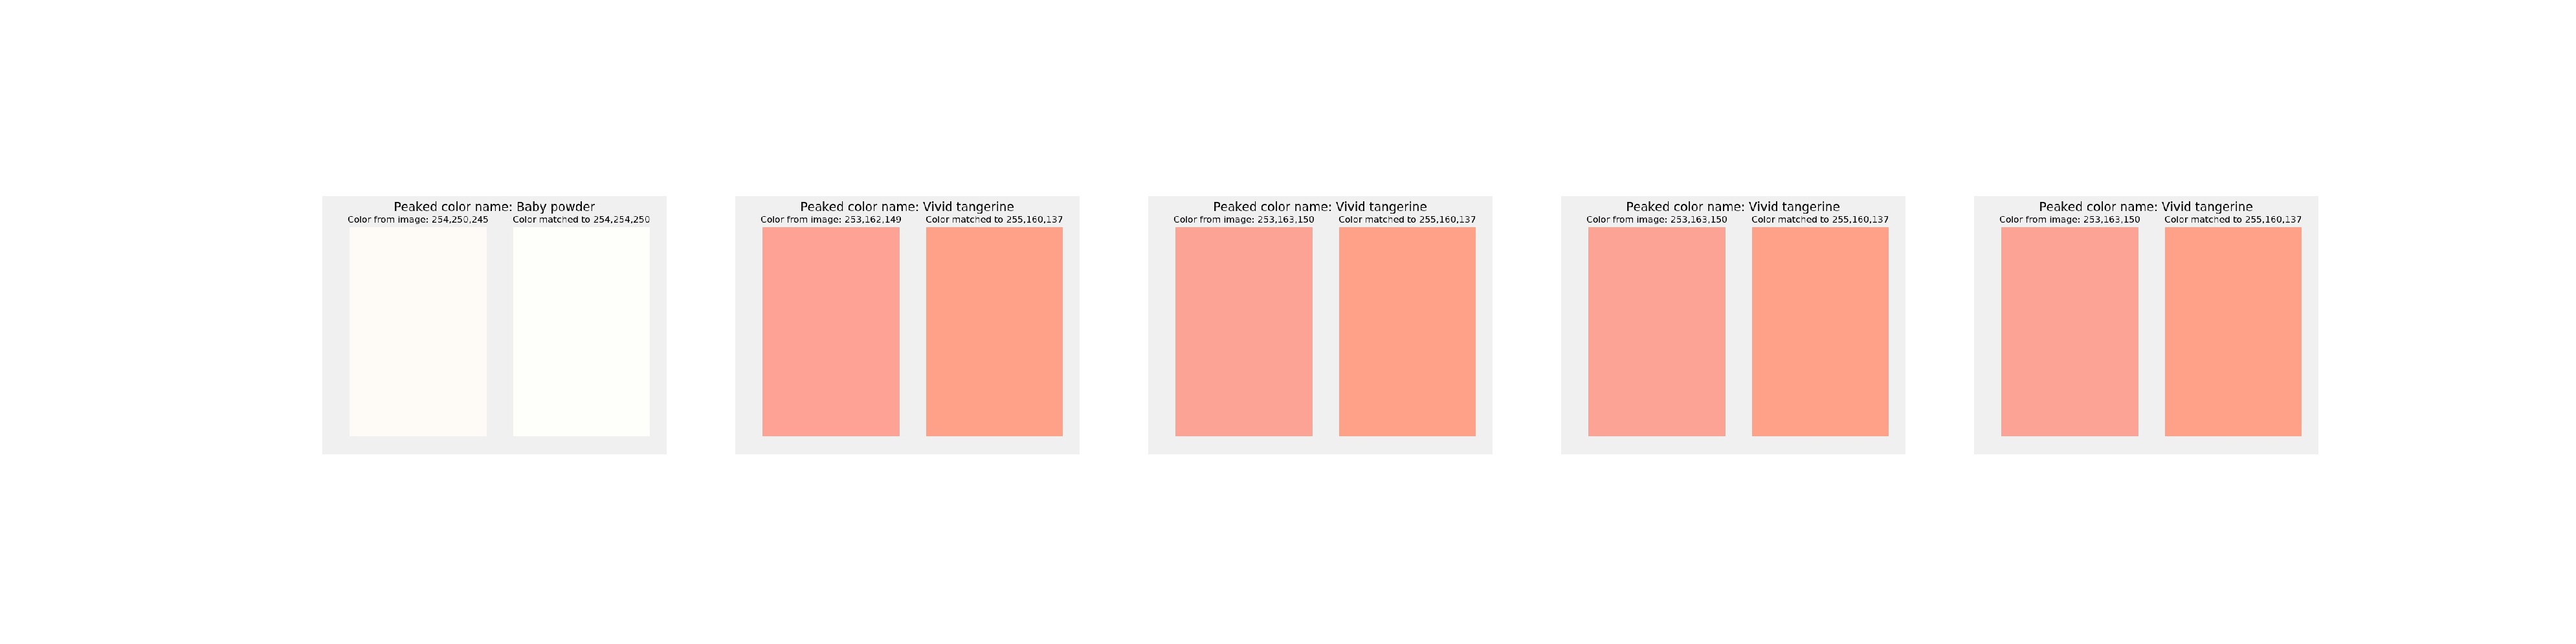 Peaked color name: Baby powder
Color from image: 254,250,245 Color matched to 254,254,250
Peaked color name: Vivid tangerine
Color from image: 253,162,149 Color matched to 255,160,137
Peaked color name: Vivid tangerine
Color from image: 253,163,150 Color matched to 255,160,137
Peaked color name: Vivid tangerine
Color from image: 253,163,150 Color matched to 255,160,137
Peaked color name: Vivid tangerine
Color from image: 253,163,150 Color matched to 255,160,137